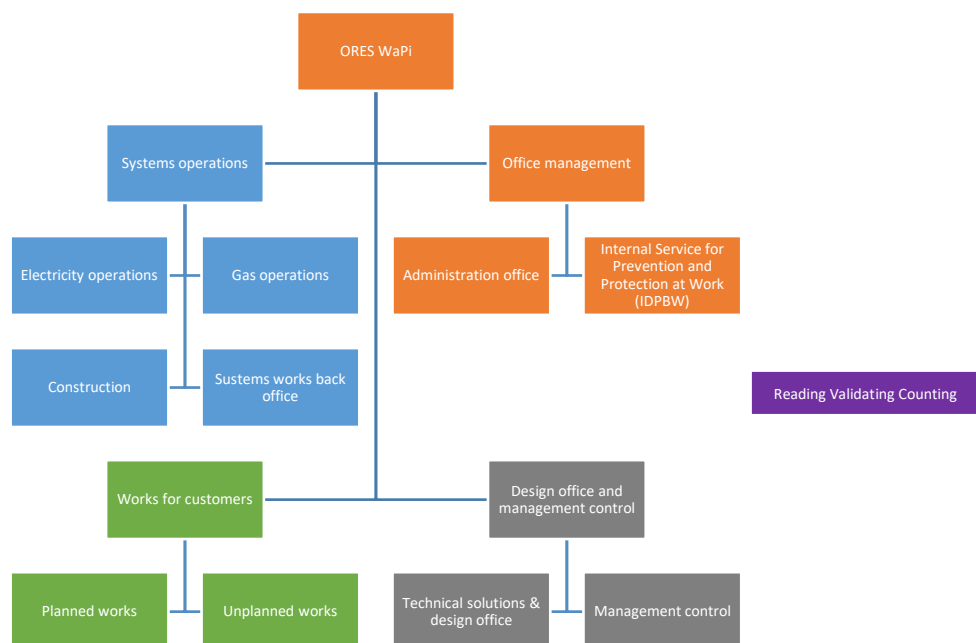 ORES WaPi
Systems operations
Office management
Electricity operations
Gas operations
Administration office
Internal Service for
Prevention and
Protection at Work
(IDPBW)
Construction
Sustems works back
office
Reading Validating Counting
Works for customers
Design office and
management control
Planned works
Unplanned works
Technical solutions &
design office
Management control